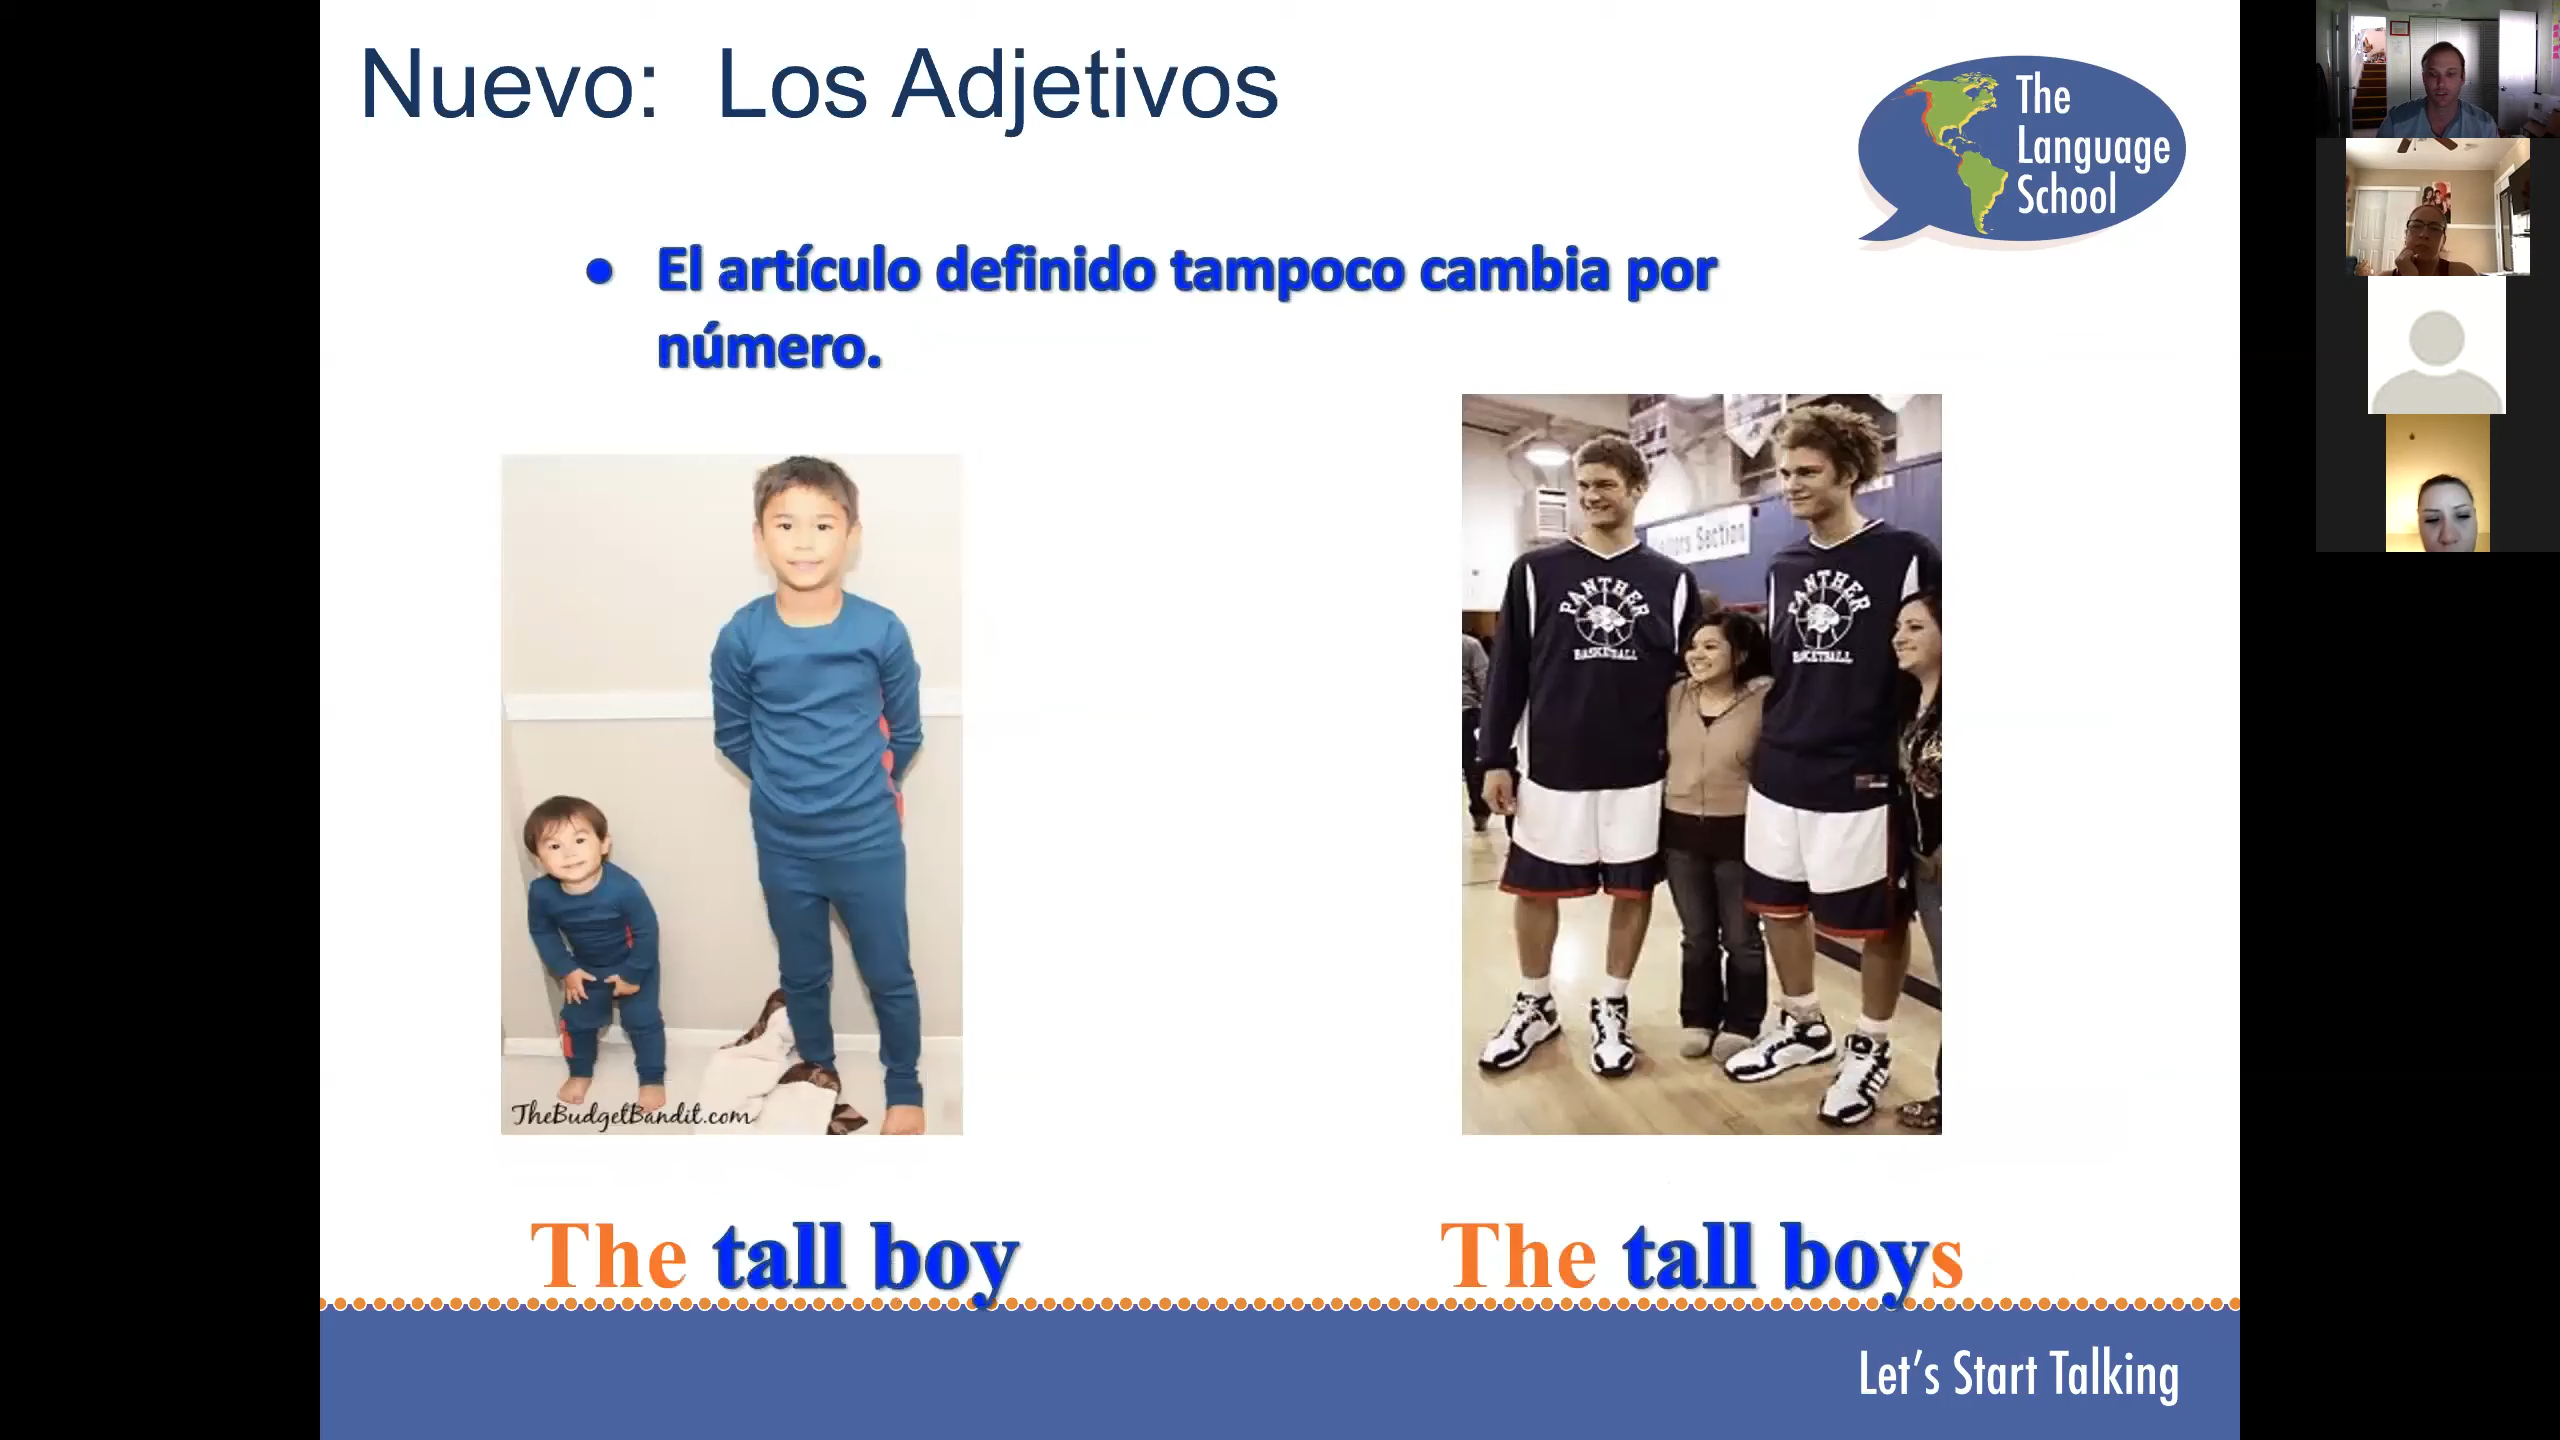 Nuevo: Los Adjetivos
The
Language
School
• El artículo definido tampoco cambia por
número.
Section
PANTHER
BASKETBALL
PANTHER
BASKETBALL
TheBudgetBandit.com
The tall boy
The tall boys
Let's Start Talking